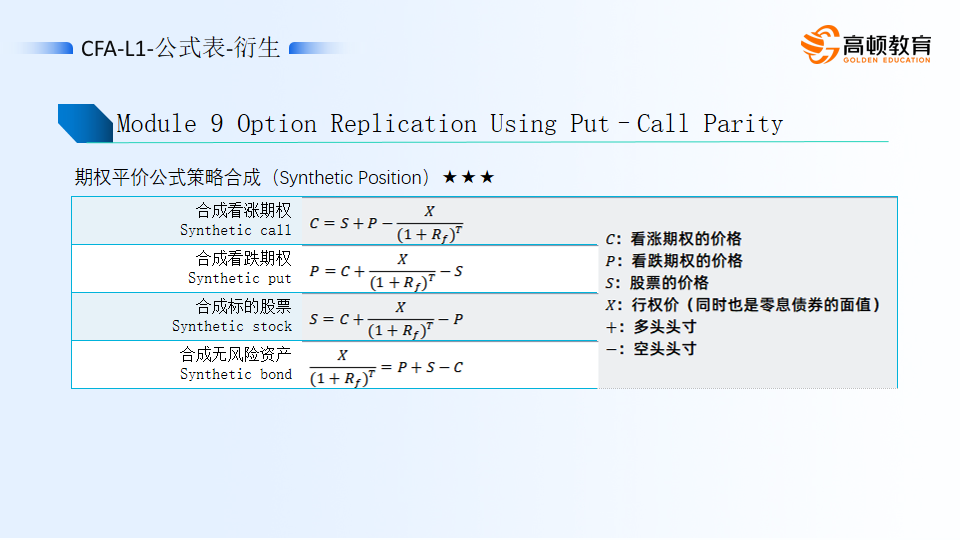 CFA-L1-公式表-衍生
高顿教育
GOLDEN EDUCATION
Module 9 Option Replication Using Put–Call Parity
期权平价公式策略合成（Synthetic Position）★★★
合成看涨期权
Synthetic call
C = S + P − X / (1 + R_f)^T
合成看跌期权
Synthetic put
P = C + X / (1 + R_f)^T − S
合成标的股票
Synthetic stock
S = C + X / (1 + R_f)^T − P
合成无风险资产
Synthetic bond
X / (1 + R_f)^T = P + S − C
C：看涨期权的价格
P：看跌期权的价格
S：股票的价格
X：行权价（同时也是零息债券的面值）
+：多头头寸
−：空头头寸